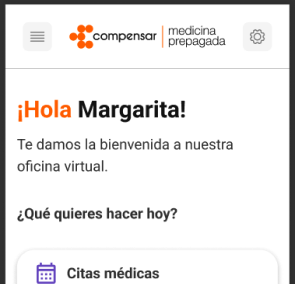 compensar medicina
prepagada
¡Hola Margarita!
Te damos la bienvenida a nuestra
oficina virtual.
¿Qué quieres hacer hoy?
Citas médicas